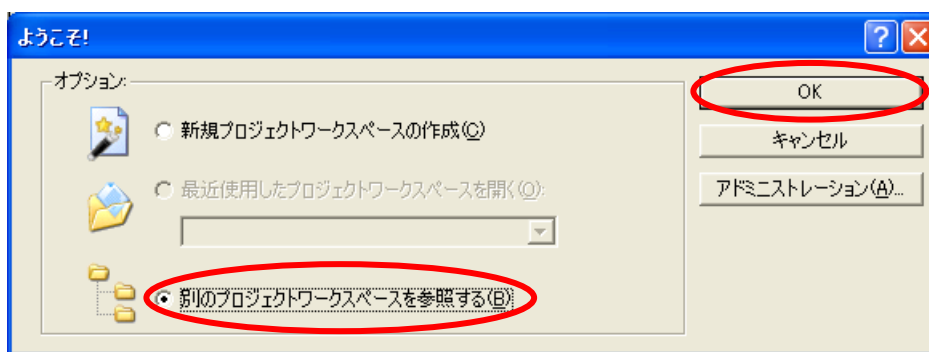 ようこそ!
オプション:
新規プロジェクトワークスペースの作成(C)
最近使用したプロジェクトワークスペースを開く(O):
別のプロジェクトワークスペースを参照する(B)
OK
キャンセル
アドミニストレーション(A)...